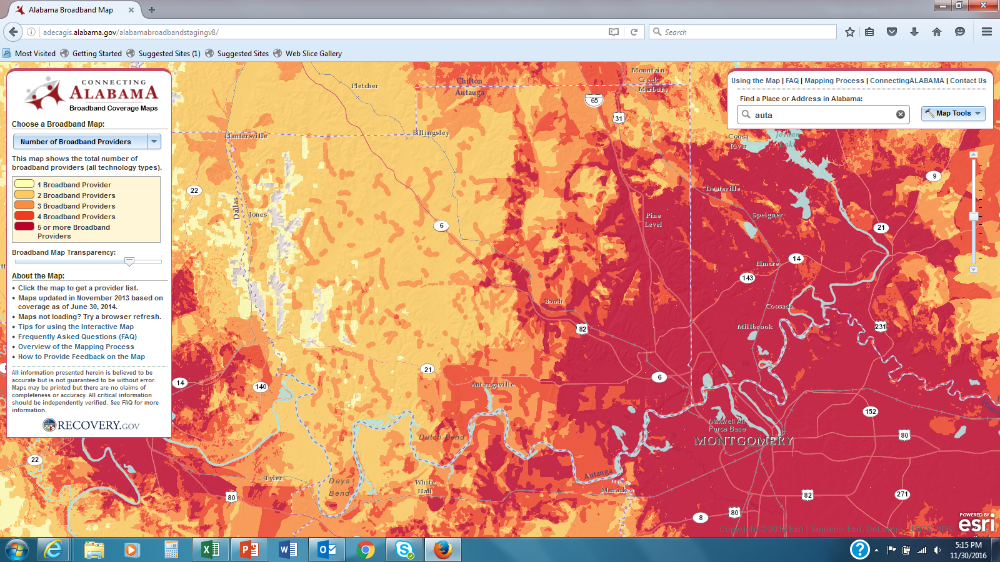 Alabama Broadband Map
adecagis.alabama.gov/alabamabroadbandstagingv8/
Search
Most Visited
Getting Started
Suggested Sites (1)
Suggested Sites
Web Slice Gallery
CONNECTING
ALABAMA
Broadband Coverage Maps
Choose a Broadband Map:
Number of Broadband Providers
This map shows the total number of
broadband providers (all technology types).
1 Broadband Provider
2 Broadband Providers
3 Broadband Providers
4 Broadband Providers
5 or more Broadband
Providers
Broadband Map Transparency:
About the Map:
• Click the map to get a provider list.
• Maps updated in November 2013 based on
coverage as of June 30, 2014.
• Maps not loading? Try a browser refresh.
• Tips for using the Interactive Map
• Frequently Asked Questions (FAQ)
• Overview of the Mapping Process
• How to Provide Feedback on the Map
All information presented herein is believed to be
accurate but is not guaranteed to be without error.
Maps may be printed but there are no claims of
completeness or accuracy. All critical information
should be independently verified. See FAQ for more
information.
RECOVERY.GOV
Using the Map | FAQ | Mapping Process | ConnectingALABAMA | Contact Us
Find a Place or Address in Alabama:
auta
Map Tools
Pletcher
Chilton
Autauga
Mountain
Creek
Marbury
65
31
Plantersville
Billingsley
Coosa
River
Jordan
Lake
22
Dallas
Jones
6
Deatsville
9
Pine
Level
Speigner
21
14
Elmore
143
Booth
82
Coosada
Millbrook
231
21
14
140
Autaugaville
6
152
Maxwell Air
Force Base
Dutch Bend
MONTGOMERY
80
22
Tyler
Days
Bend
White
Hall
Autauga
Manack
80
82
271
8
80
POWERED BY
esri
Copyright © 2014 Esri | Sources: Esri, DeLorme, USGS, NPS
5:15 PM
11/30/2016